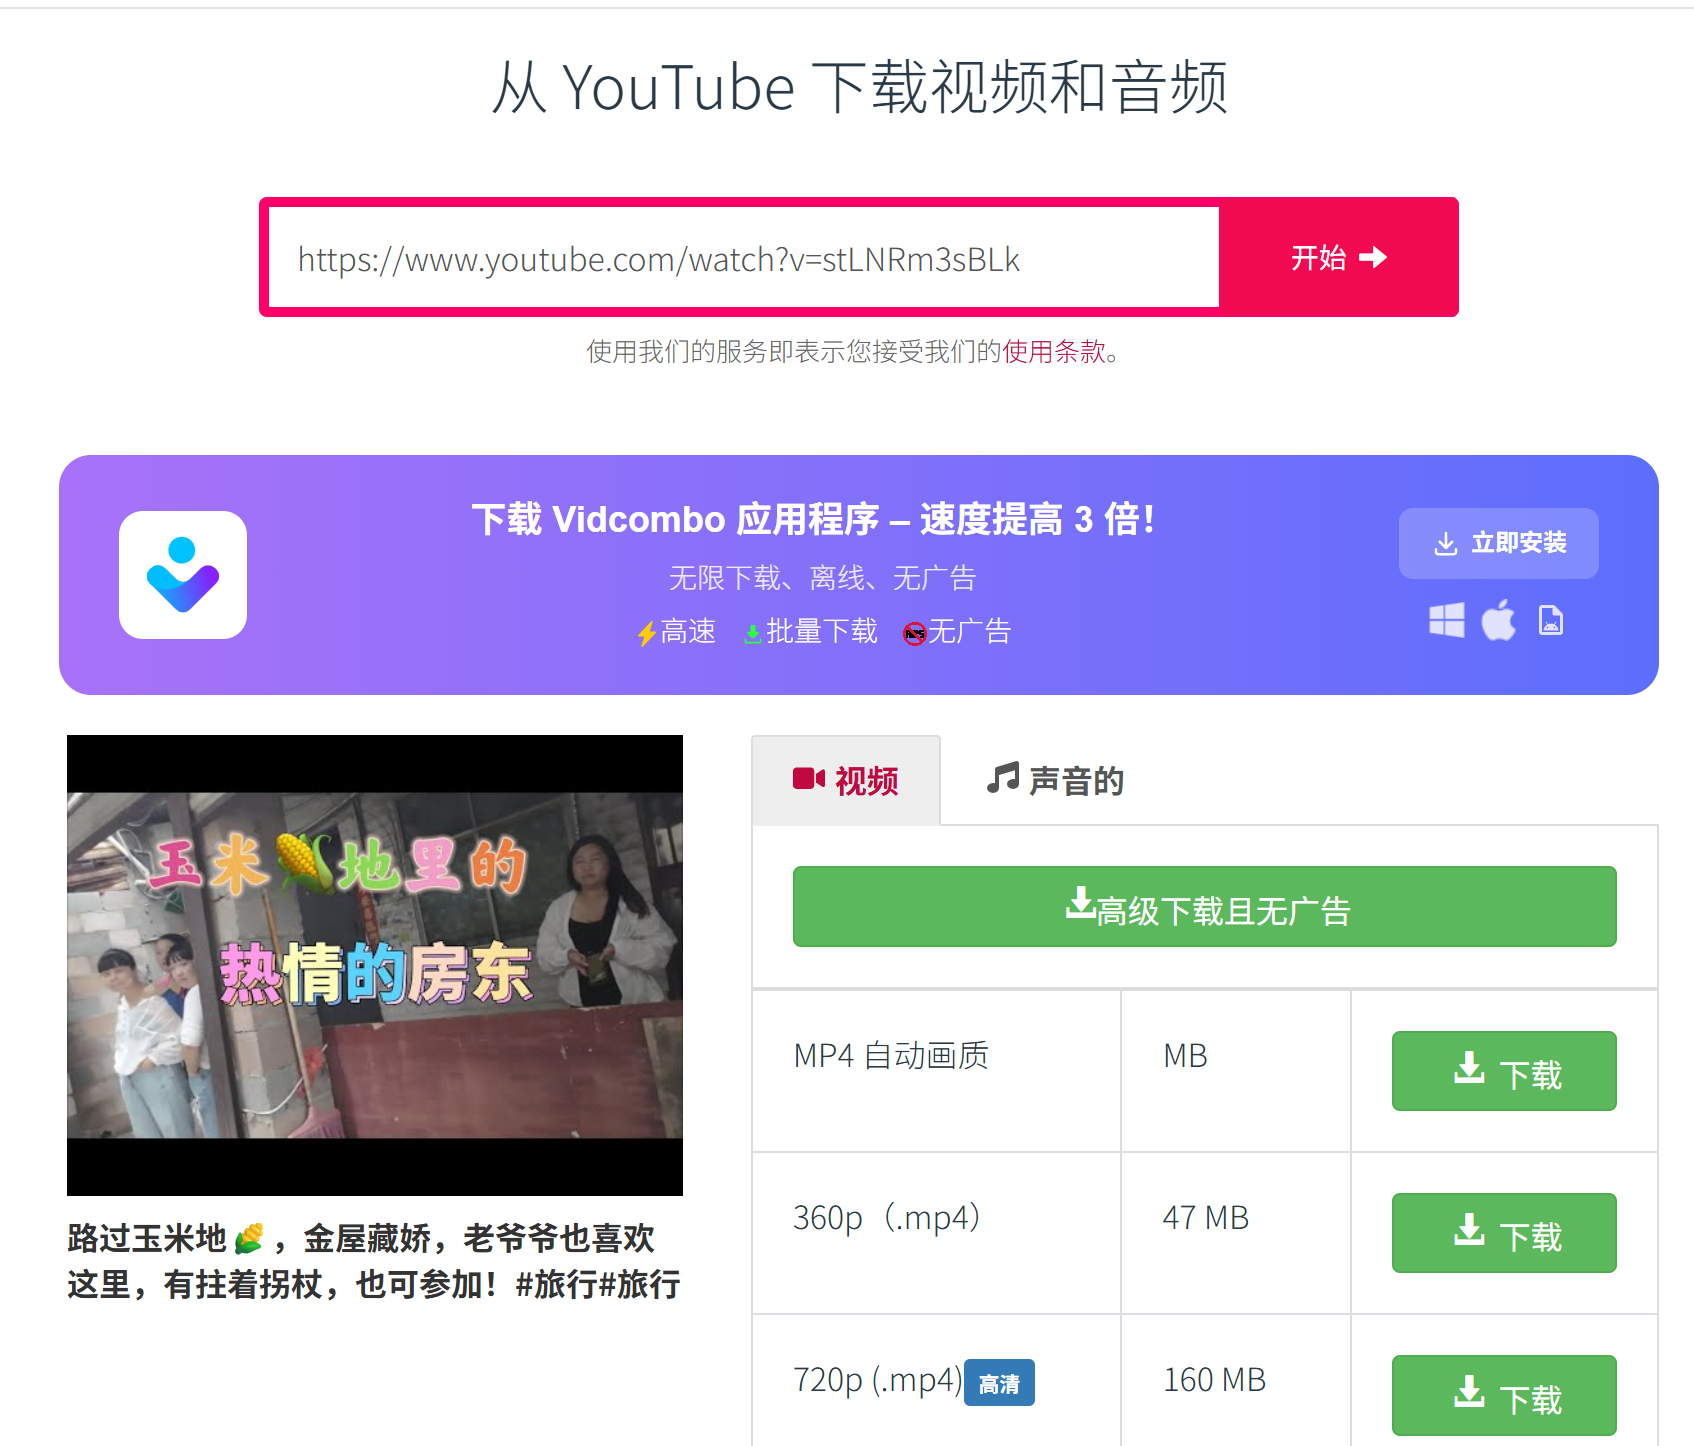 从 YouTube 下载视频和音频
https://www.youtube.com/watch?v=stLNRm3sBLk
开始
使用我们的服务即表示您接受我们的使用条款。
下载 Vidcombo 应用程序 – 速度提高 3 倍！
无限下载、离线、无广告
⚡高速 批量下载 无广告
立即安装
玉米🌽地里的
热情的房东
路过玉米地🌽，金屋藏娇，老爷爷也喜欢
这里，有拄着拐杖，也可参加！#旅行#旅行
视频 声音的
高级下载且无广告
MP4 自动画质 MB 下载
360p（.mp4） 47 MB 下载
720p (.mp4) 高清 160 MB 下载